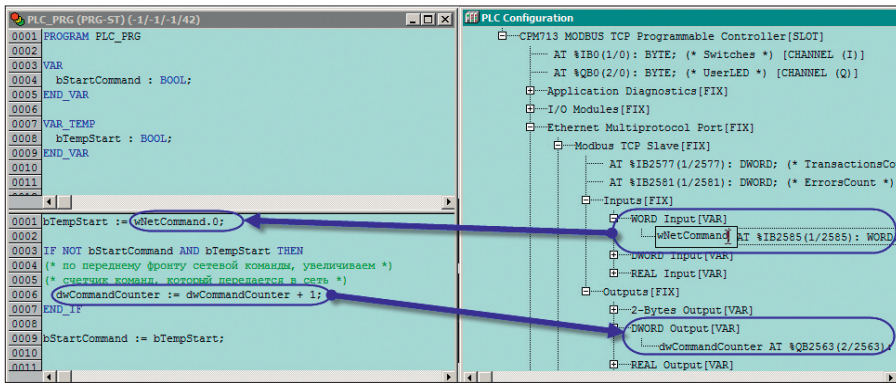 PLC_PRG (PRG-ST) (-1/-1/-1/42)
0001 PROGRAM PLC_PRG
0002
0003 VAR
0004 bStartCommand : BOOL;
0005 END_VAR
0006
0007 VAR_TEMP
0008 bTempStart : BOOL;
0009 END_VAR
0010
0011
0001 bTempStart := wNetCommand.0;
0002
0003 IF NOT bStartCommand AND bTempStart THEN
0004 (* по переднему фронту сетевой команды, увеличиваем *)
0005 (* счетчик команд, который передается в сеть *)
0006 dwCommandCounter := dwCommandCounter + 1;
0007 END_IF
0008
0009 bStartCommand := bTempStart;
0010
0011
PLC Configuration
CPM713 MODBUS TCP Programmable Controller[SLOT]
AT %IB0(1/0): BYTE; (* Switches *) [CHANNEL (I)]
AT %QB0(2/0): BYTE; (* UserLED *) [CHANNEL (Q)]
Application Diagnostics[FIX]
I/O Modules[FIX]
Ethernet Multiprotocol Port[FIX]
Modbus TCP Slave[FIX]
AT %IB2577(1/2577): DWORD; (* TransactionsCo
AT %IB2581(1/2581): DWORD; (* ErrorsCount *)
Inputs[FIX]
WORD Input[VAR]
wNetCommand AT %IB2585(1/2585): WORD
DWORD Input[VAR]
REAL Input[VAR]
Outputs[FIX]
2-Bytes Output[VAR]
DWORD Output[VAR]
dwCommandCounter AT %QB2563(2/2563):
REAL Output[VAR]